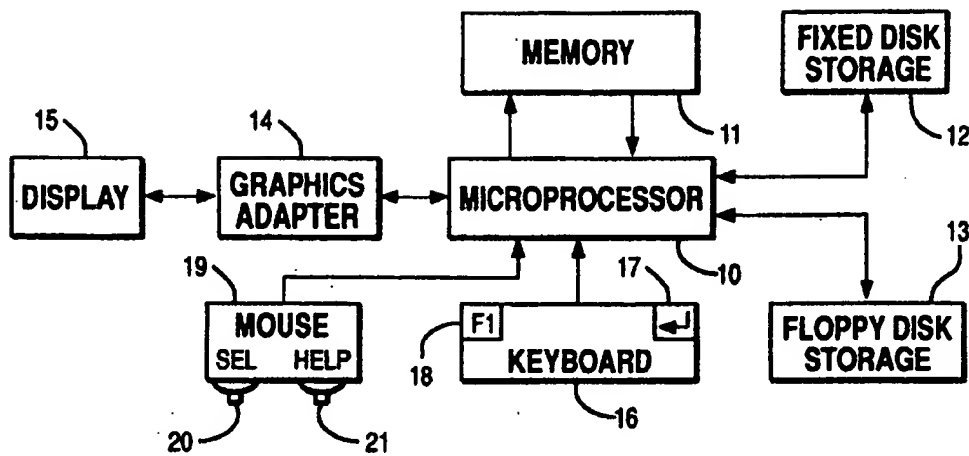 MEMORY
11
FIXED DISK
STORAGE
12
15
DISPLAY
14
GRAPHICS
ADAPTER
MICROPROCESSOR
10
19
MOUSE
SEL HELP
20
21
17
F1
18
KEYBOARD
16
13
FLOPPY DISK
STORAGE